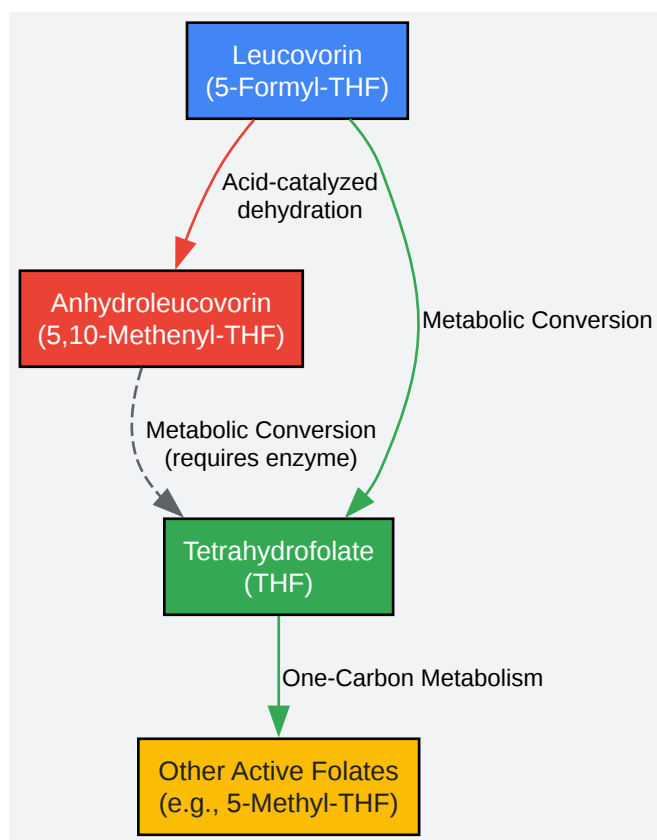 Leucovorin
(5-Formyl-THF)
Acid-catalyzed
dehydration
Anhydroleucovorin
(5,10-Methenyl-THF)
Metabolic Conversion
Metabolic Conversion
(requires enzyme)
Tetrahydrofolate
(THF)
One-Carbon Metabolism
Other Active Folates
(e.g., 5-Methyl-THF)